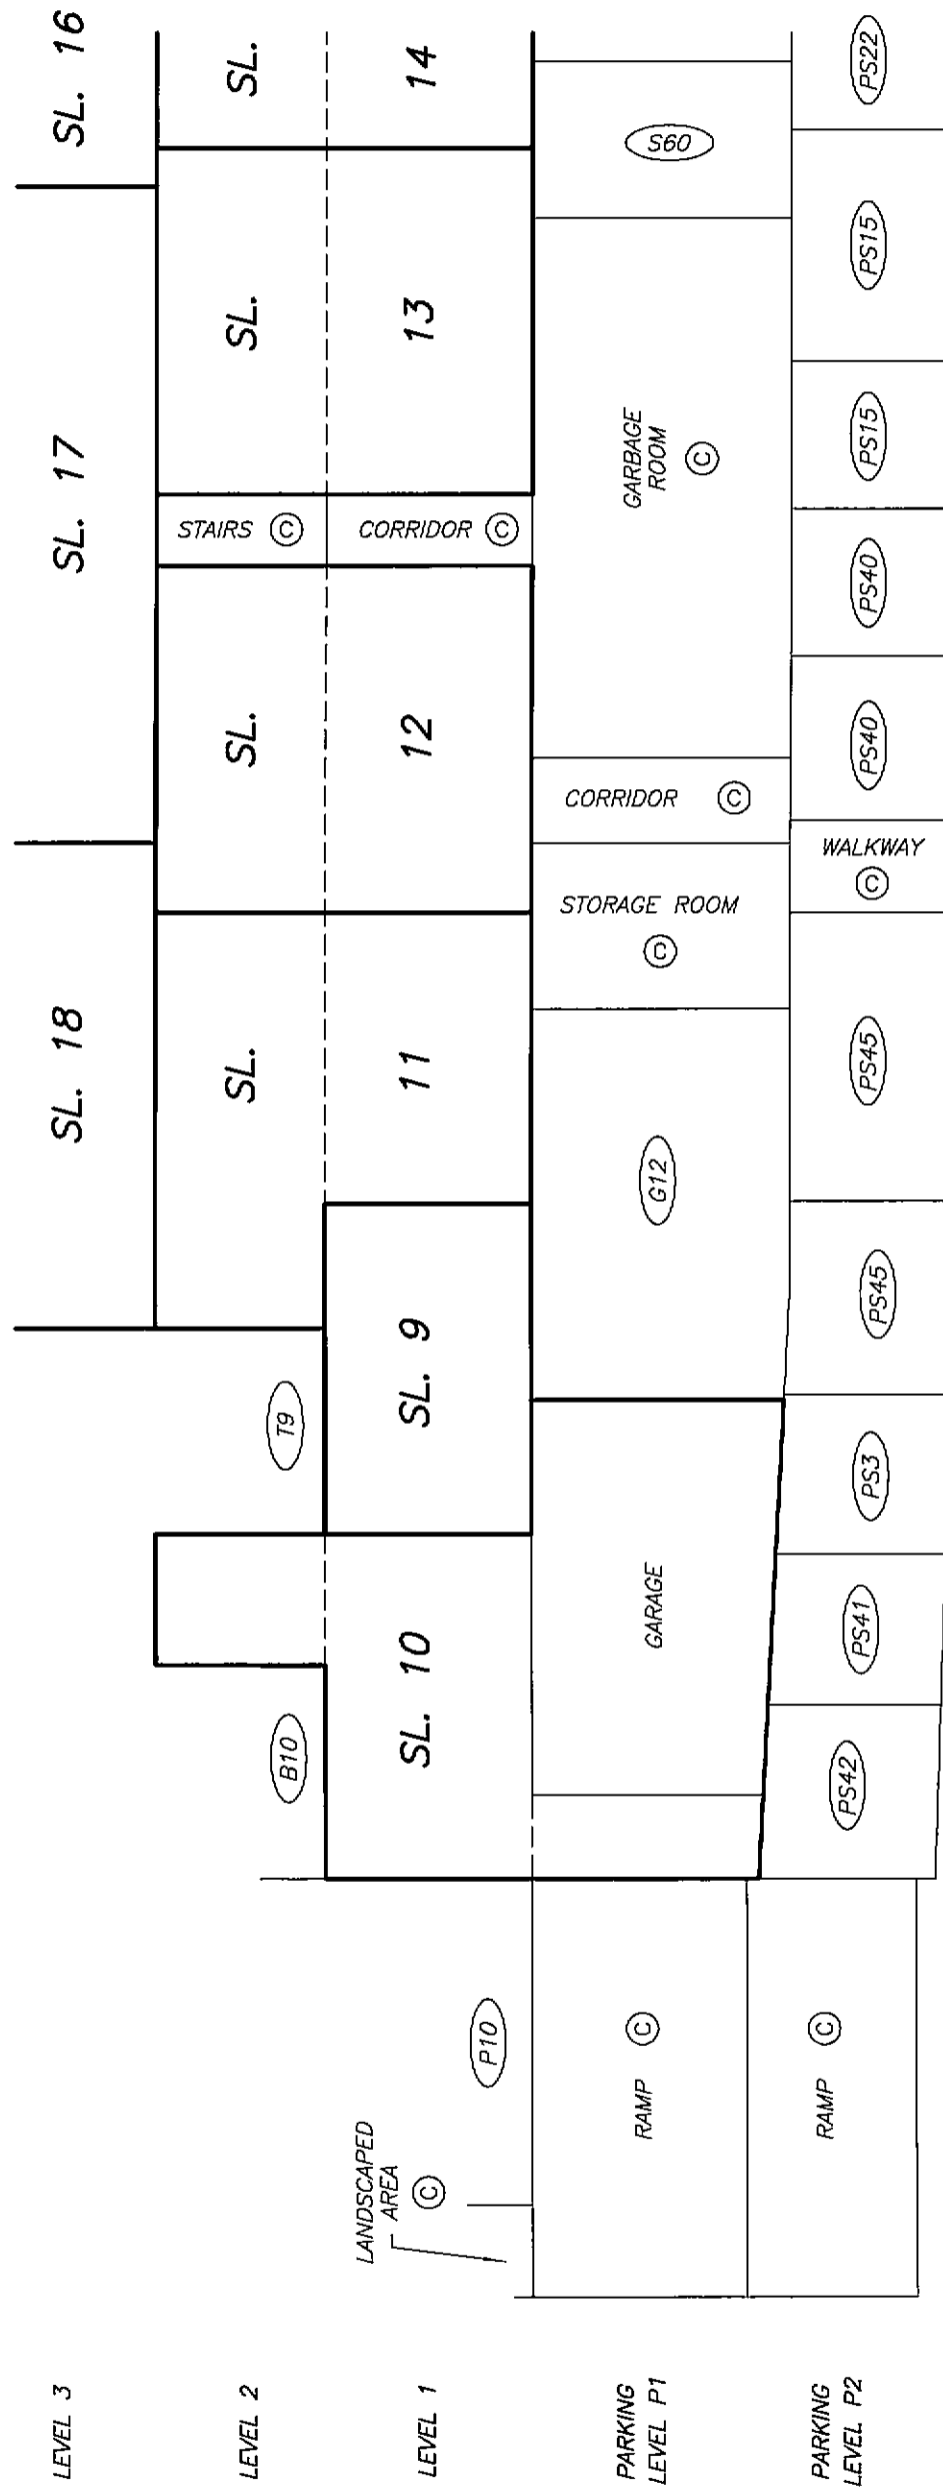 LEVEL 3
SL. 18
SL. 17
SL. 16
LEVEL 2
B10
T9
SL.
SL.
STAIRS C
SL.
SL.
LEVEL 1
LANDSCAPED
AREA
C
P10
SL. 10
SL. 9
11
12
CORRIDOR C
13
14
PARKING
LEVEL P1
RAMP C
GARAGE
G12
STORAGE ROOM
C
CORRIDOR C
GARBAGE
ROOM
C
S60
PARKING
LEVEL P2
RAMP C
PS42
PS41
PS3
PS45
PS45
WALKWAY
C
PS40
PS40
PS15
PS15
PS22